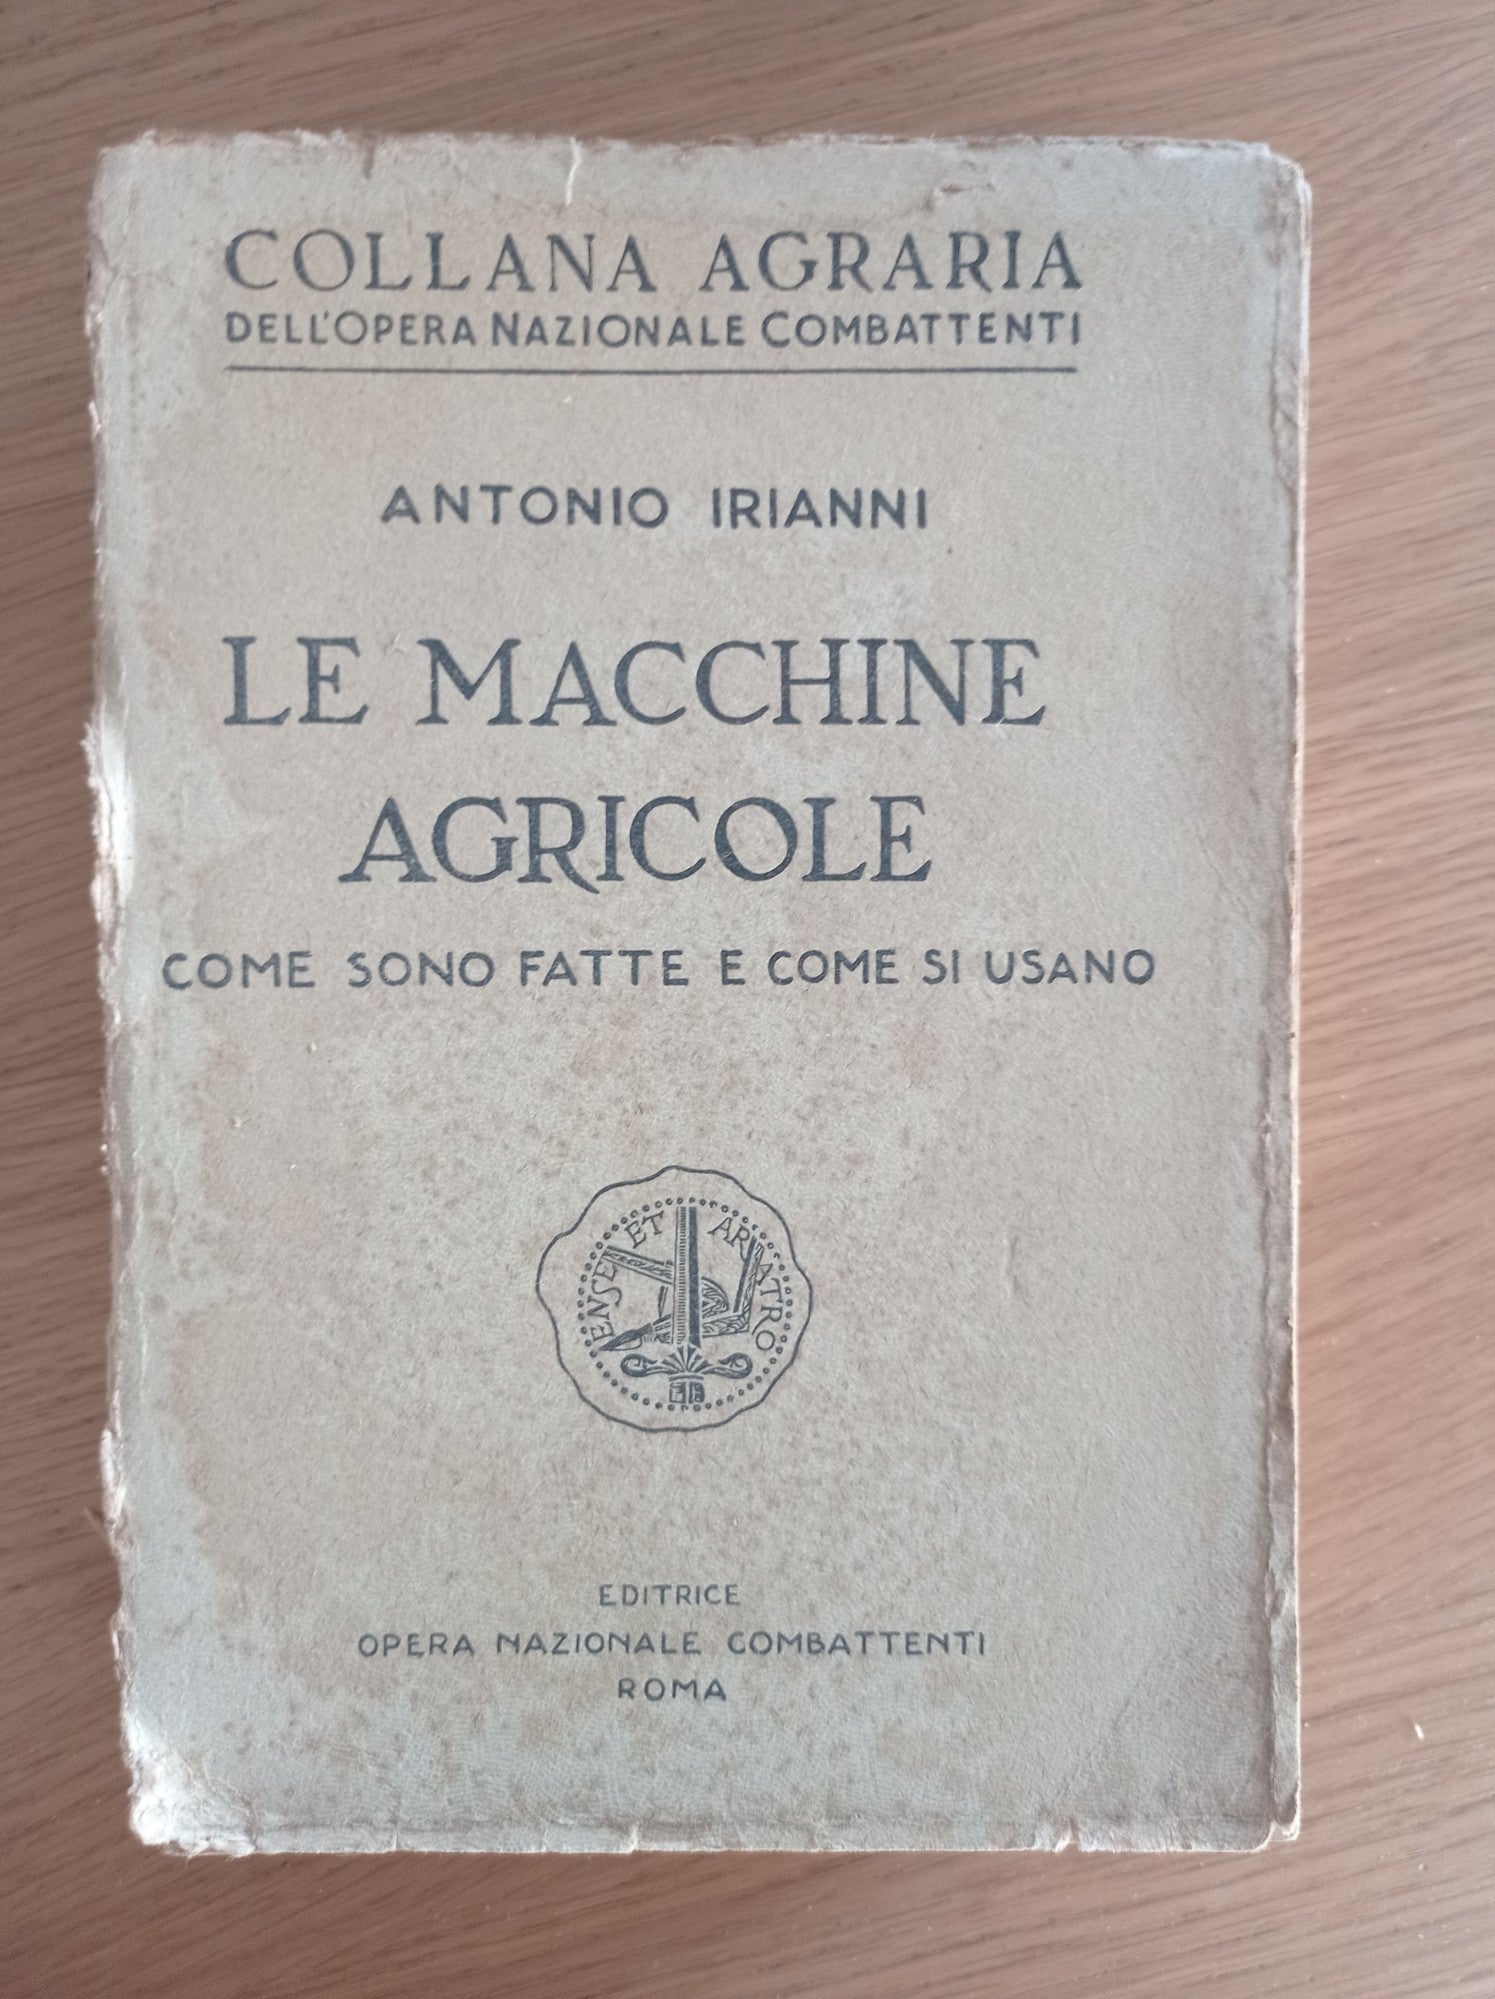 COLLANA AGRARIA
DELL'OPERA NAZIONALE COMBATTENTI
ANTONIO IRIANNI
LE MACCHINE
AGRICOLE
COME SONO FATTE E COME SI USANO
ENSE ET ARATRO
EDITRICE
OPERA NAZIONALE COMBATTENTI
ROMA